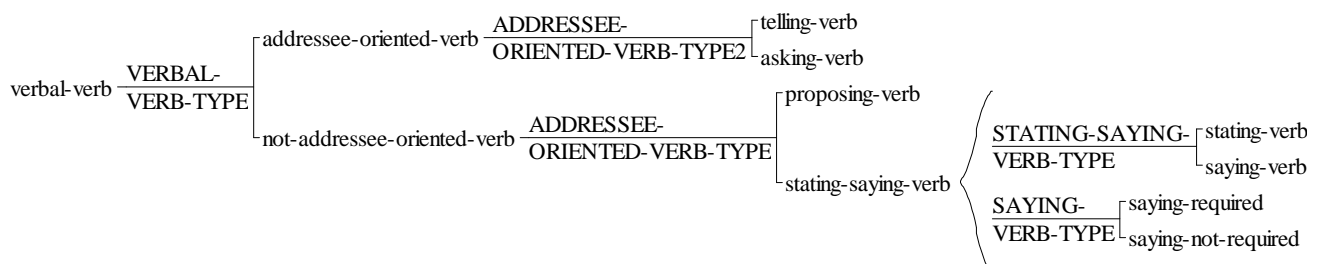 verbal-verb
VERBAL-
VERB-TYPE
addressee-oriented-verb
ADDRESSEE-
ORIENTED-VERB-TYPE2
telling-verb
asking-verb
not-addressee-oriented-verb
ADDRESSEE-
ORIENTED-VERB-TYPE
proposing-verb
stating-saying-verb
STATING-SAYING-
VERB-TYPE
stating-verb
saying-verb
SAYING-
VERB-TYPE
saying-required
saying-not-required